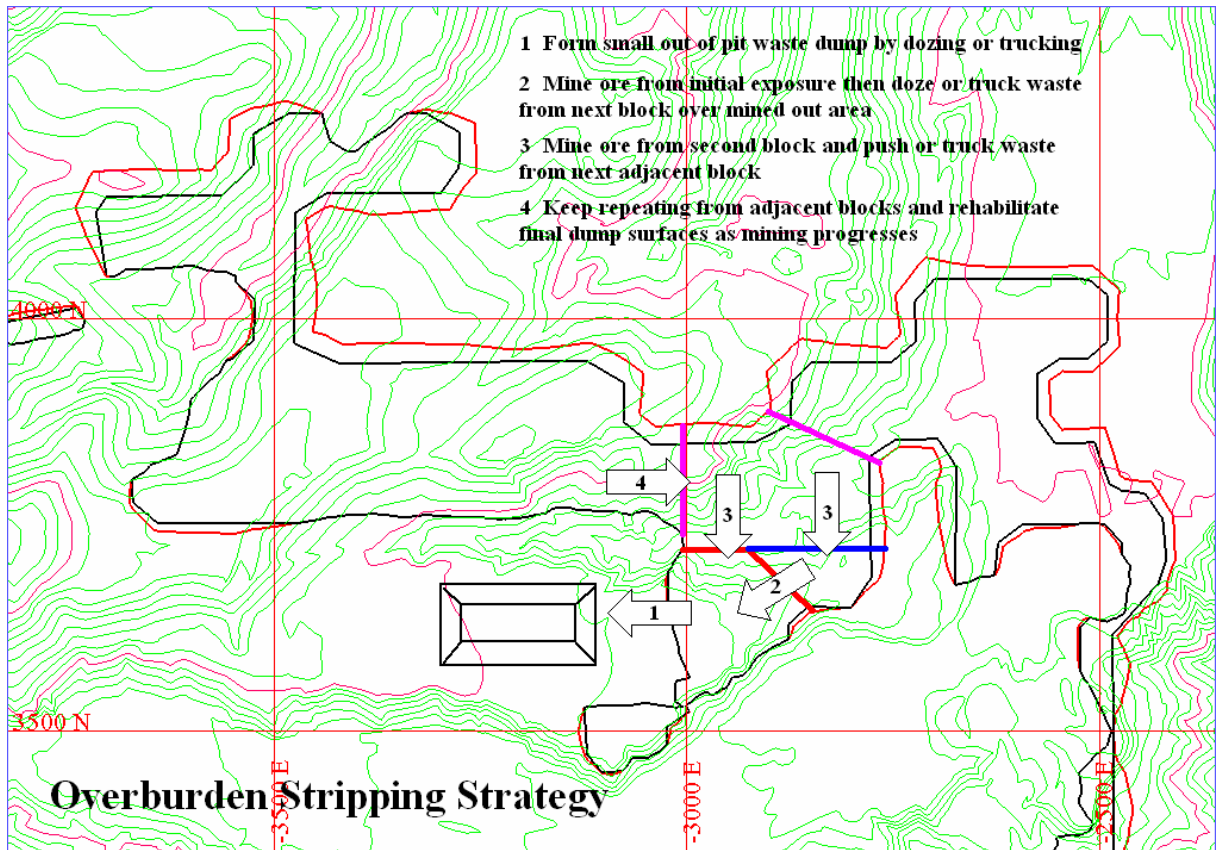 1 Form small out of pit waste dump by dozing or trucking
2 Mine ore from initial exposure then doze or truck waste
from next block over mined out area
3 Mine ore from second block and push or truck waste
from next adjacent block
4 Keep repeating from adjacent blocks and rehabilitate
final dump surfaces as mining progresses
4000 N
4
3
3
2
1
3500 N
Overburden Stripping Strategy
-3500 E
-3000 E
-2500 E